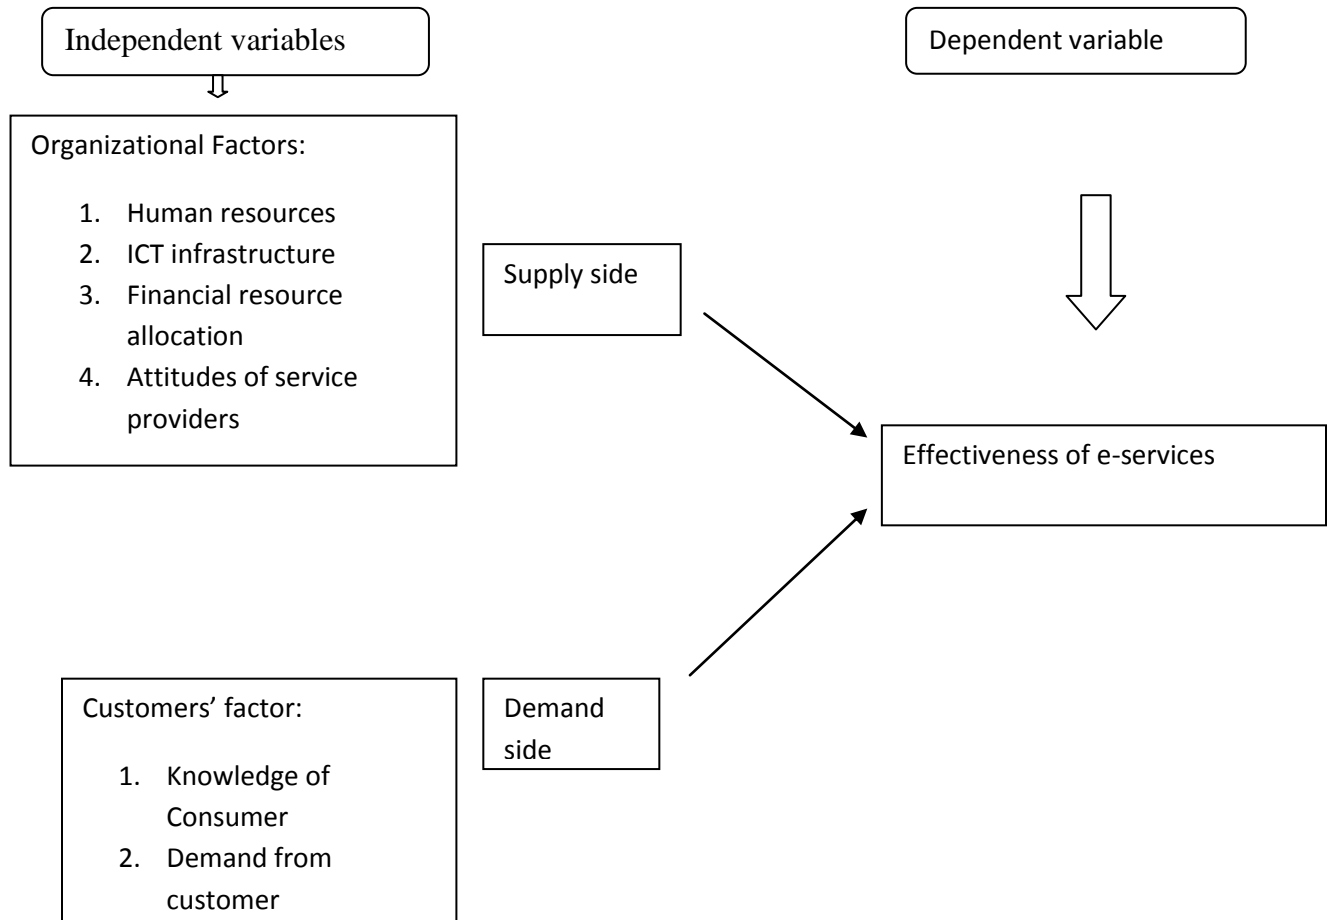 Independent variables
Dependent variable
Organizational Factors:
1. Human resources
2. ICT infrastructure
3. Financial resource
allocation
4. Attitudes of service
providers
Supply side
Effectiveness of e-services
Customers’ factor:
1. Knowledge of
Consumer
2. Demand from
customer
Demand
side